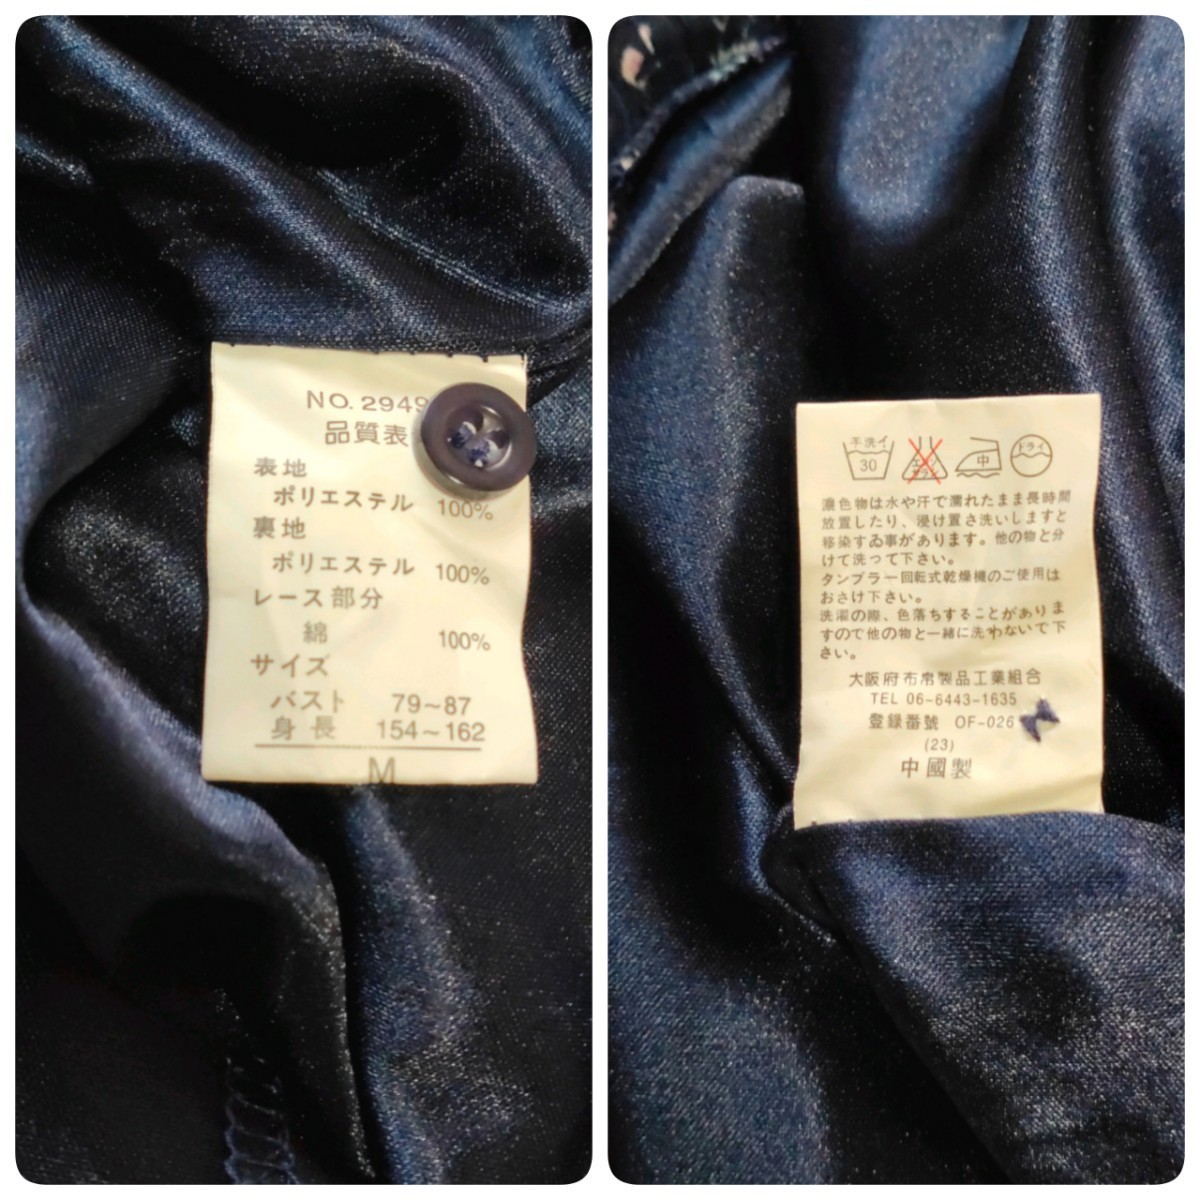 NO. 2949
品質表
表地
ポリエステル 100%
裏地
ポリエステル 100%
レース部分
綿 100%
サイズ
バスト 79~87
身長 154~162
M
手洗イ
30
中
ドライ
濃色物は水や汗で濡れたまま長時間
放置したり、浸け置き洗いしますと
移染すゐ事があります。他の物と分
けて洗って下さい。
タンブラー回転式乾燥機のご使用は
おさけ下さい。
洗濯の際、色落ちすることがありま
すので他の物と一緒に洗わないで下
さい。
大阪府布帛製品工業組合
TEL 06-6443-1635
登録番號 OF-026
(23)
中國製